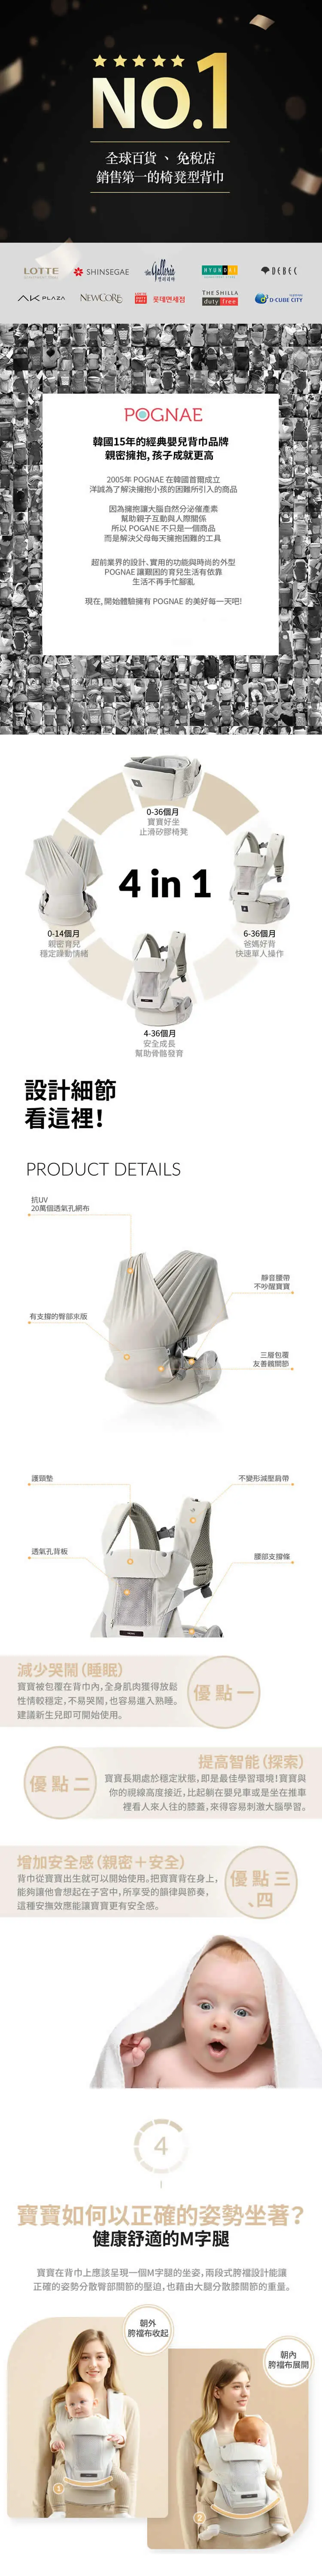 NO.1
全球百貨 、 免稅店
銷售第一的椅凳型背巾
LOTTE
SHINSEGAE
the Galleria
HYUNDAI
DEBEC
AK PLAZA
NEWCORE
롯데면세점
THE SHILLA
duty free
D·CUBE CITY
POGNAE
韓國15年的經典嬰兒背巾品牌
親密擁抱,孩子成就更高
2005年 POGNAE 在韓國首爾成立
洋誠為了解決擁抱小孩的困難所引入的商品
因為擁抱讓大腦自然分泌催產素
幫助親子互動與人際關係
所以 POGANE 不只是一個商品
而是解決父母每天擁抱困難的工具
超前業界的設計、實用的功能與時尚的外型
POGNAE 讓艱困的育兒生活有依靠
生活不再手忙腳亂
現在,開始體驗擁有 POGNAE 的美好每一天吧!
0-36個月
寶寶好坐
止滑矽膠椅凳
4 in 1
0-14個月
親密育兒
穩定躁動情緒
6-36個月
爸媽好背
快速單人操作
4-36個月
安全成長
幫助骨骼發育
設計細節
看這裡!
PRODUCT DETAILS
抗UV
20萬個透氣孔網布
靜音腰帶
不吵醒寶寶
有支撐的臀部來版
三層包覆
友善髖關節
護頸墊
不變形減壓肩帶
透氣孔背板
腰部支撐條
減少哭鬧(睡眠)
寶寶被包覆在背巾內,全身肌肉獲得放鬆
性情較穩定,不易哭鬧,也容易進入熟睡。
建議新生兒即可開始使用。
優點一
提高智能(探索)
優點二
寶寶長期處於穩定狀態,即是最佳學習環境!寶寶與
你的視線高度接近,比起躺在嬰兒車或是坐在推車
裡看人來人往的膝蓋,來得容易刺激大腦學習。
增加安全感(親密+安全)
背巾從寶寶出生就可以開始使用。把寶寶背在身上,
能夠讓他會想起在子宮中,所享受的韻律與節奏,
這種安撫效應能讓寶寶更有安全感。
優點三
、四
4
寶寶如何以正確的姿勢坐著?
健康舒適的M字腿
寶寶在背巾上應該呈現一個M字腿的坐姿,兩段式胯襠設計能讓
正確的姿勢分散臀部關節的壓迫,也藉由大腿分散膝關節的重量。
朝外
胯襠布收起
朝內
胯襠布展開
1
2